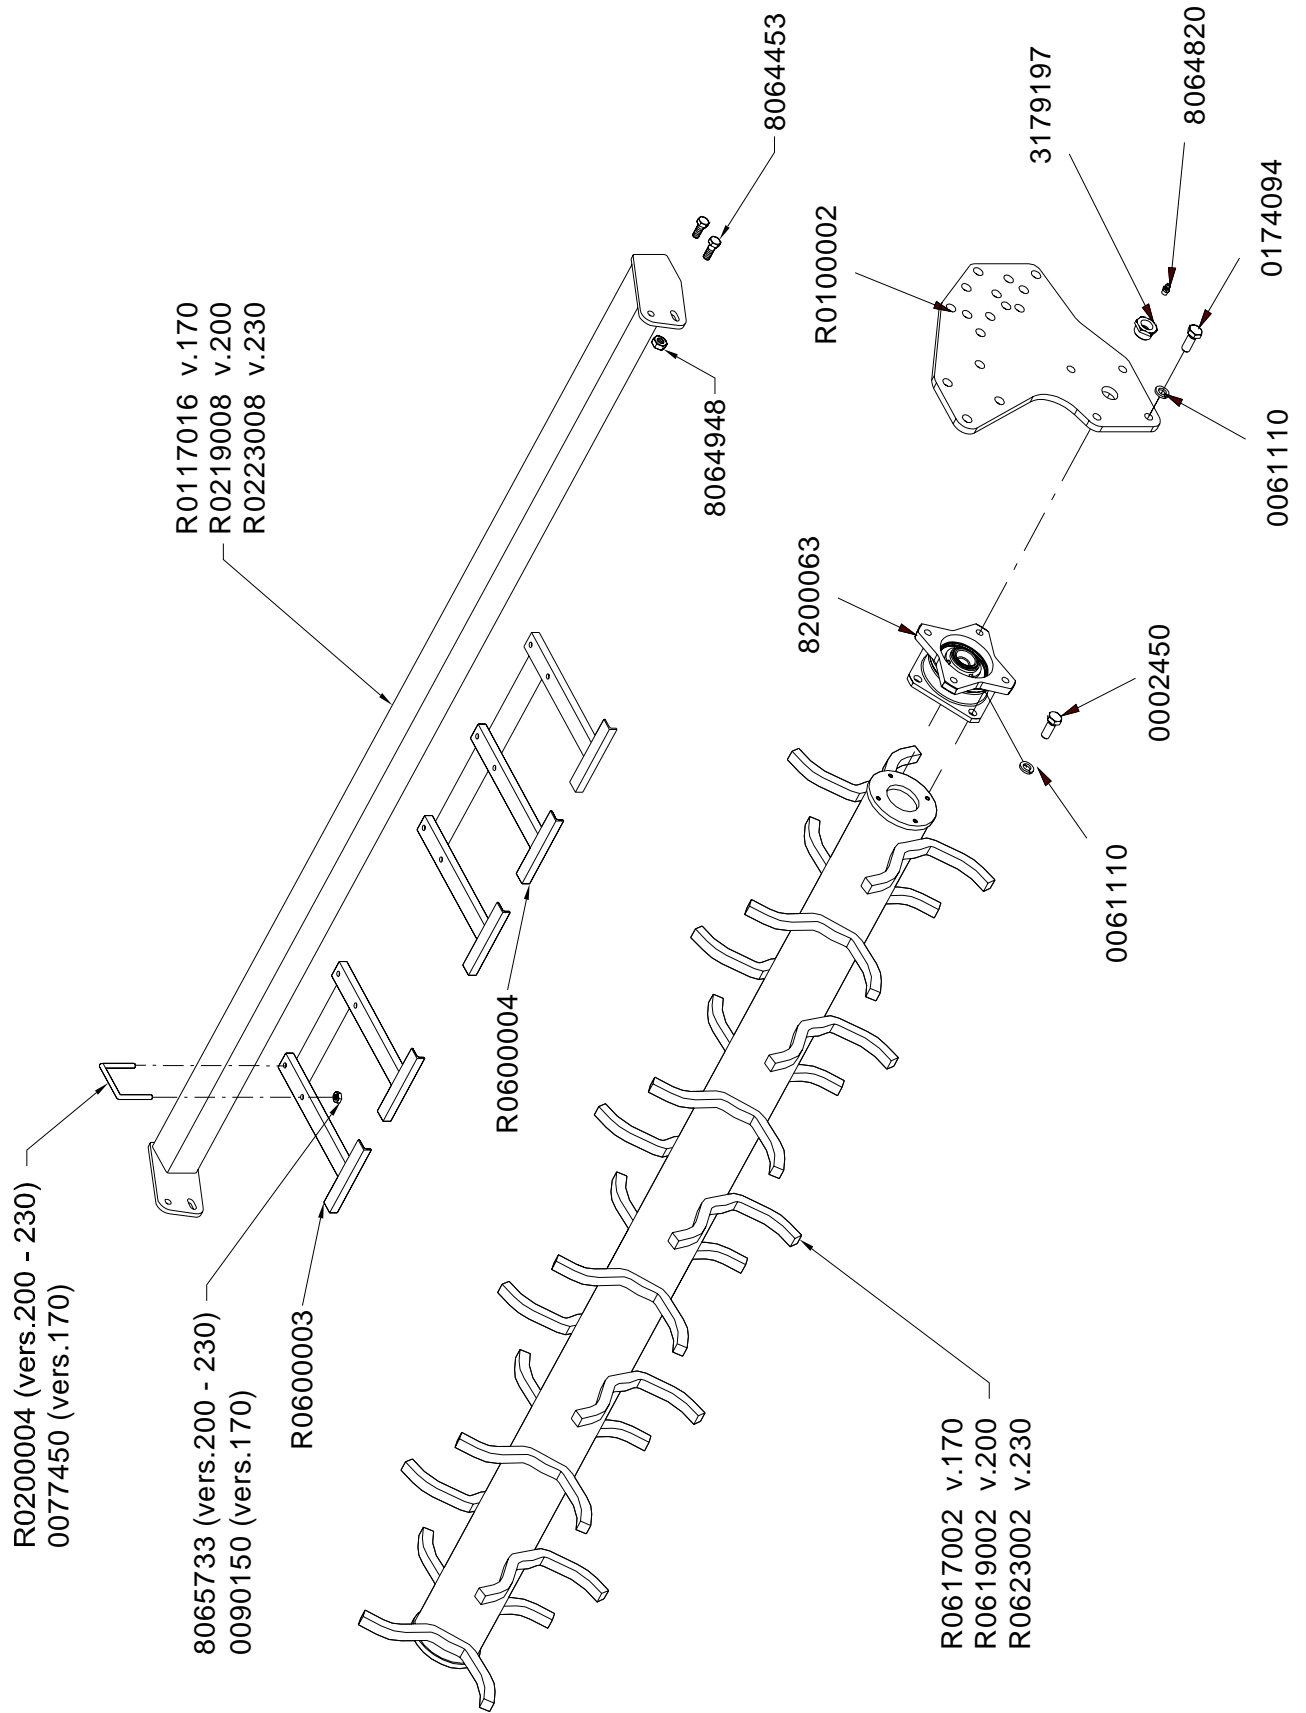 R0200004 (vers.200 - 230)
0077450 (vers.170)
8065733 (vers.200 - 230)
0090150 (vers.170)
R0600003
R0600004
R0117016 v.170
R0219008 v.200
R0223008 v.230
8064948
8064453
R0617002 v.170
R0619002 v.200
R0623002 v.230
8200063
0061110
0002450
R0100002
3179197
8064820
0174094
0061110